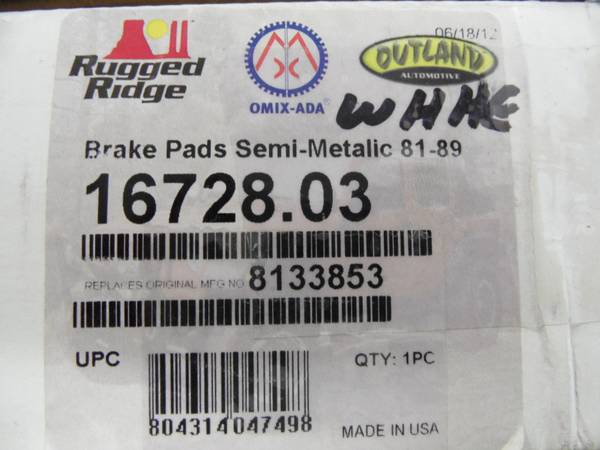 Rugged
Ridge
OMIX-ADA®
06/18/12
OUTLAND
AUTOMOTIVE
Brake Pads Semi-Metalic 81-89
16728.03
REPLACES ORIGINAL MFG NO 8133853
UPC
QTY: 1PC
804314047498
MADE IN USA